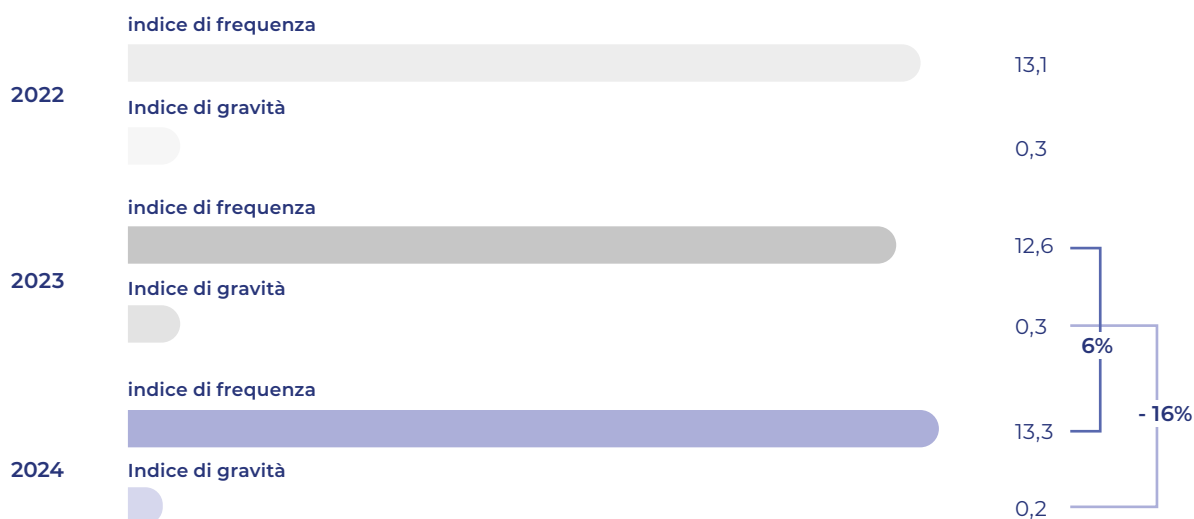 indice di frequenza
13,1
2022
Indice di gravità
0,3
indice di frequenza
12,6
2023
Indice di gravità
0,3
6%
indice di frequenza
- 16%
13,3
2024
Indice di gravità
0,2